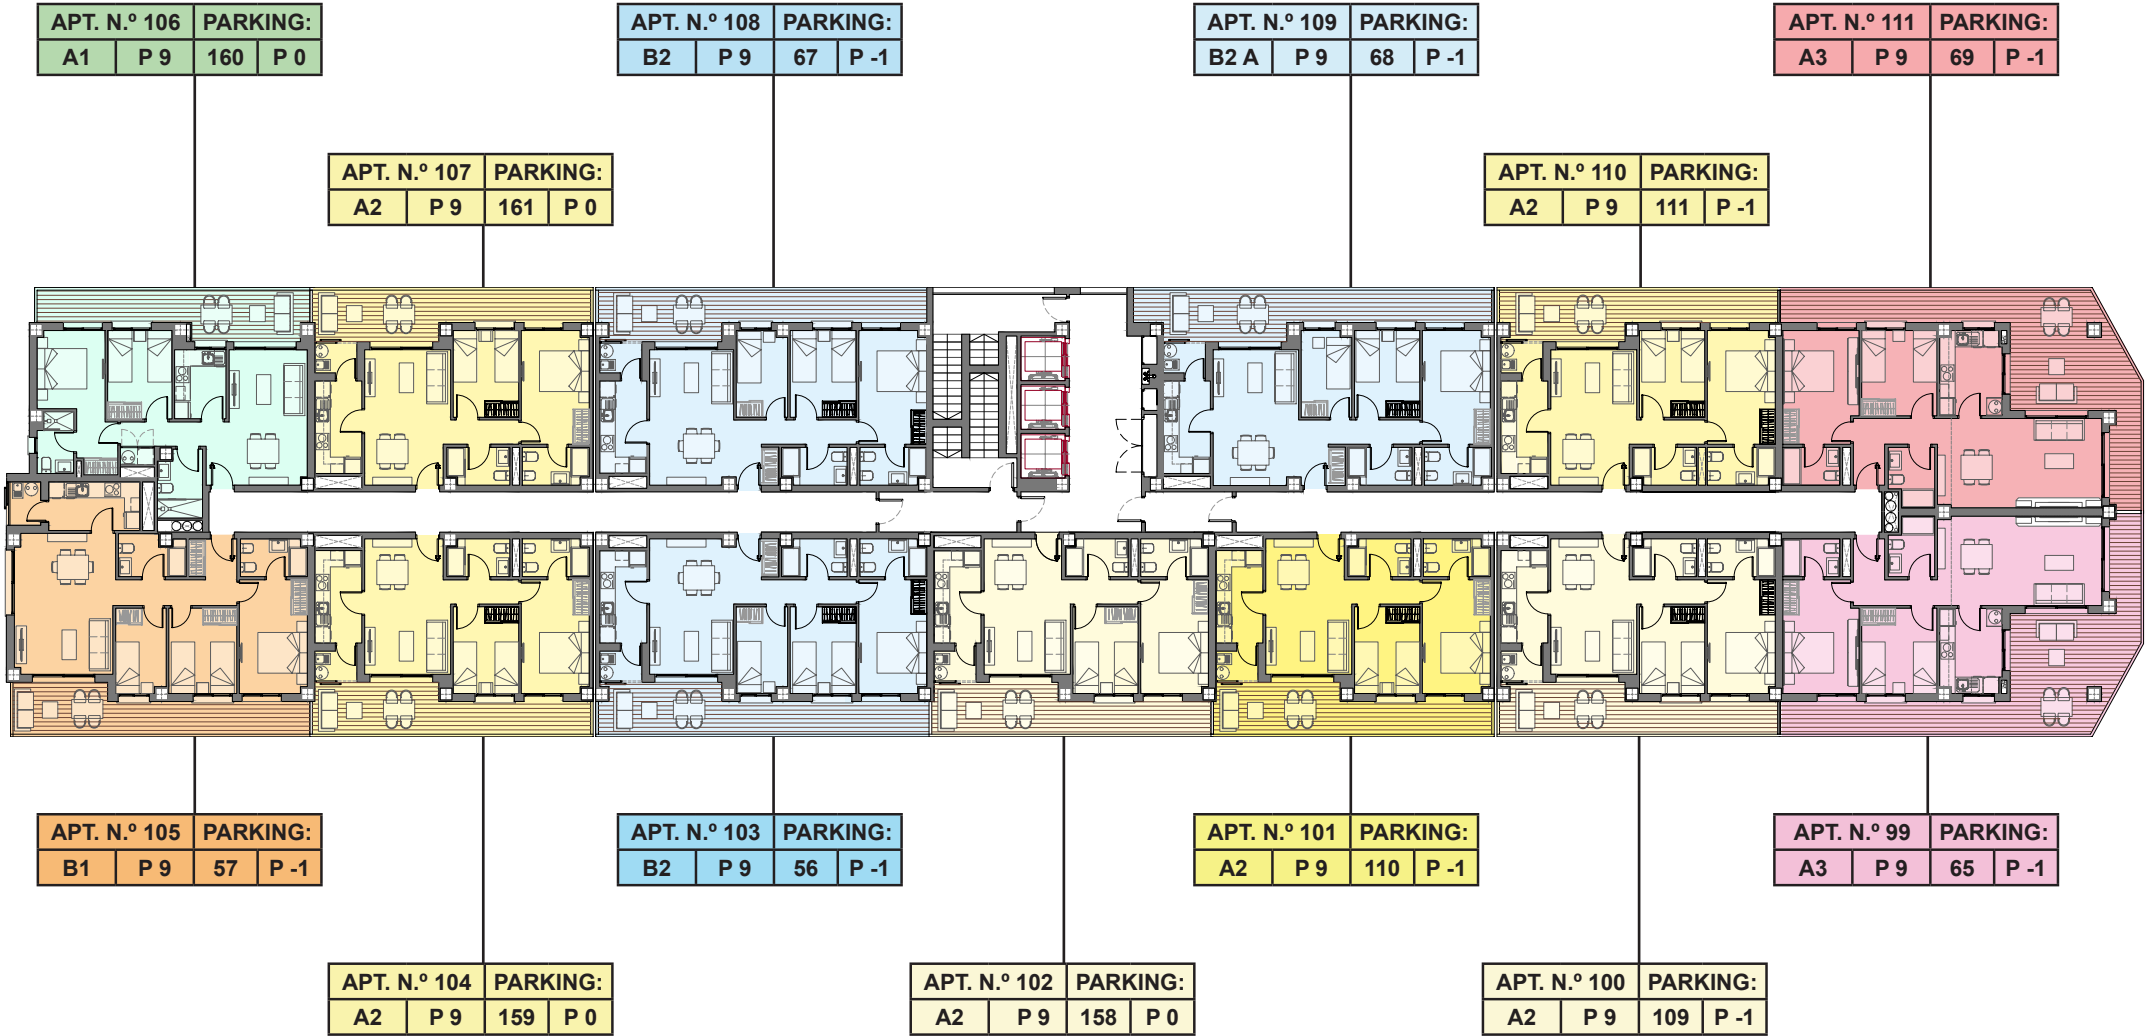 APT. N.º 106 PARKING:
A1 P 9 160 P 0
APT. N.º 108 PARKING:
B2 P 9 67 P -1
APT. N.º 109 PARKING:
B2 A P 9 68 P -1
APT. N.º 111 PARKING:
A3 P 9 69 P -1
APT. N.º 107 PARKING:
A2 P 9 161 P 0
APT. N.º 110 PARKING:
A2 P 9 111 P -1
APT. N.º 105 PARKING:
B1 P 9 57 P -1
APT. N.º 103 PARKING:
B2 P 9 56 P -1
APT. N.º 101 PARKING:
A2 P 9 110 P -1
APT. N.º 99 PARKING:
A3 P 9 65 P -1
APT. N.º 104 PARKING:
A2 P 9 159 P 0
APT. N.º 102 PARKING:
A2 P 9 158 P 0
APT. N.º 100 PARKING:
A2 P 9 109 P -1